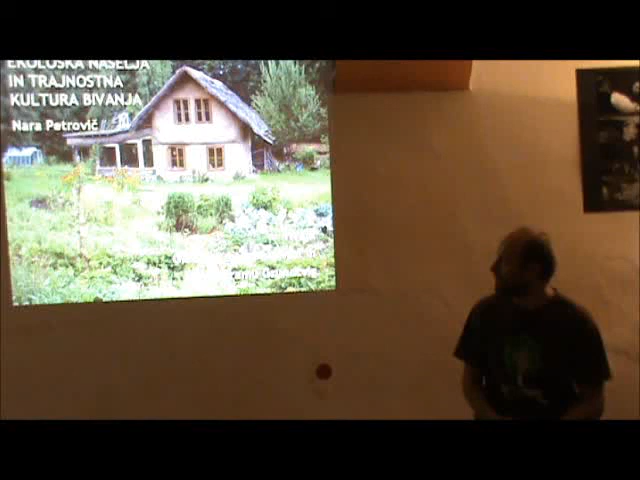 EKOLOŠKA NASELJA
IN TRAJNOSTNA
KULTURA BIVANJA
Nara Petrovič